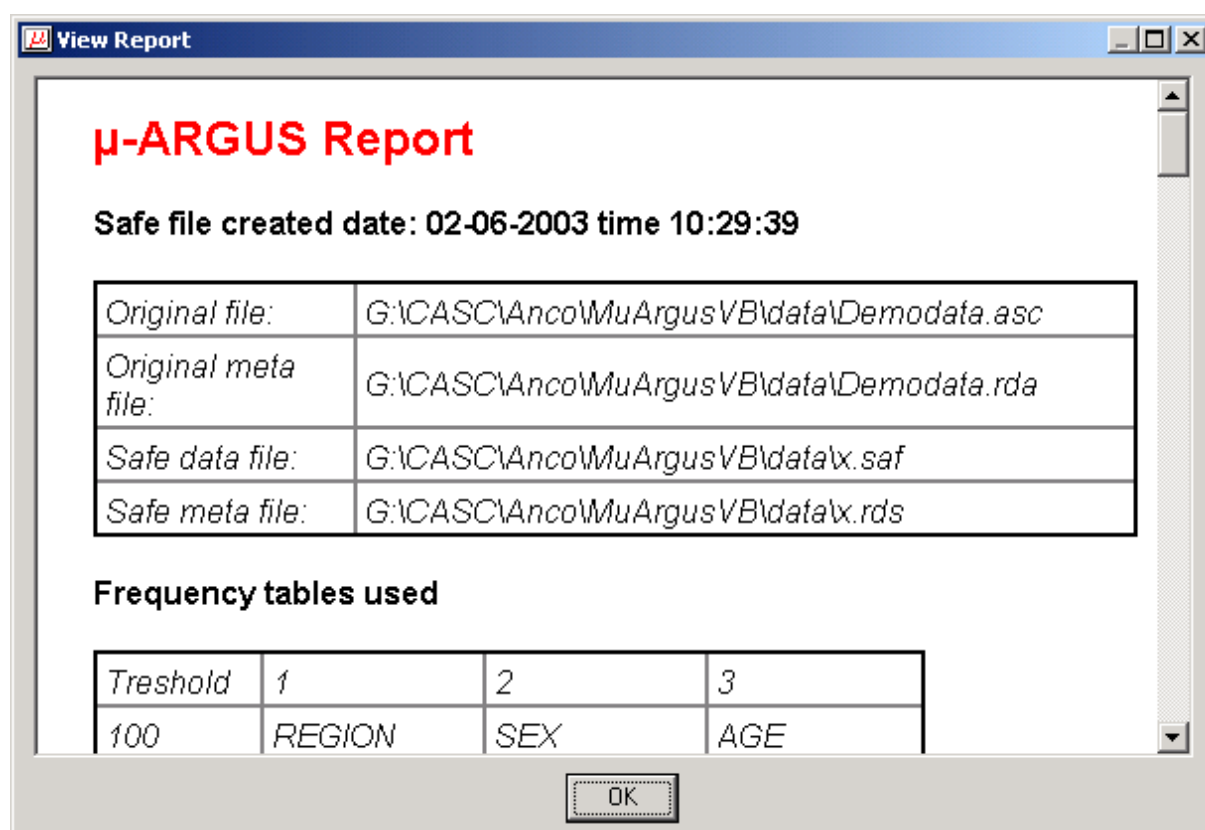 View Report
µ-ARGUS Report
Safe file created date: 02-06-2003 time 10:29:39
Original file: G:\CASC\Anco\MuArgusVB\data\Demodata.asc
Original meta
file: G:\CASC\Anco\MuArgusVB\data\Demodata.rda
Safe data file: G:\CASC\Anco\MuArgusVB\data\x.saf
Safe meta file: G:\CASC\Anco\MuArgusVB\data\x.rds
Frequency tables used
Treshold 1 2 3
100 REGION SEX AGE
OK